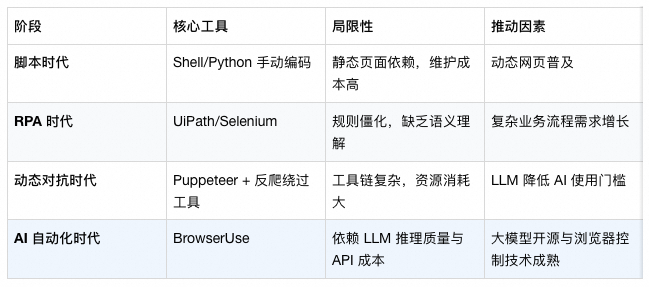 阶段 核心工具 局限性 推动因素
脚本时代 Shell/Python 手动编码 静态页面依赖，维护成本高 动态网页普及
RPA 时代 UiPath/Selenium 规则僵化，缺乏语义理解 复杂业务流程需求增长
动态对抗时代 Puppeteer + 反爬绕过工具 工具链复杂，资源消耗大 LLM 降低 AI 使用门槛
AI 自动化时代 BrowserUse 依赖 LLM 推理质量与 API 成本 大模型开源与浏览器控制技术成熟